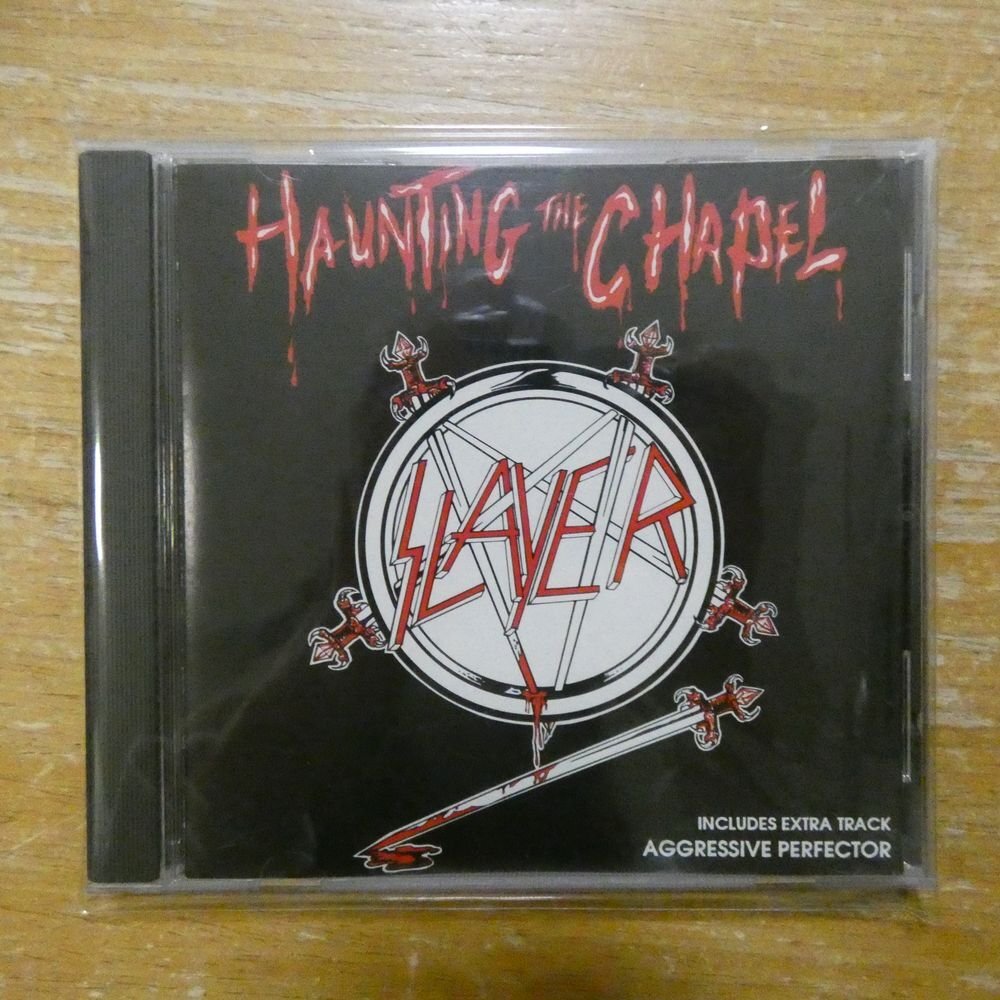 HAUNTING THE CHAPEL
SLAYER
INCLUDES EXTRA TRACK
AGGRESSIVE PERFECTOR